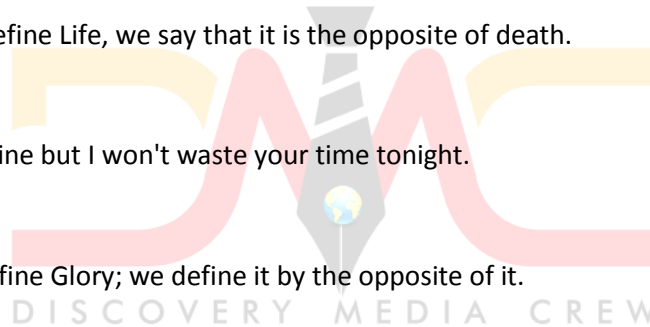 efine Life, we say that it is the opposite of death.
ine but I won't waste your time tonight.
fine Glory; we define it by the opposite of it.
DISCOVERY MEDIA CREW